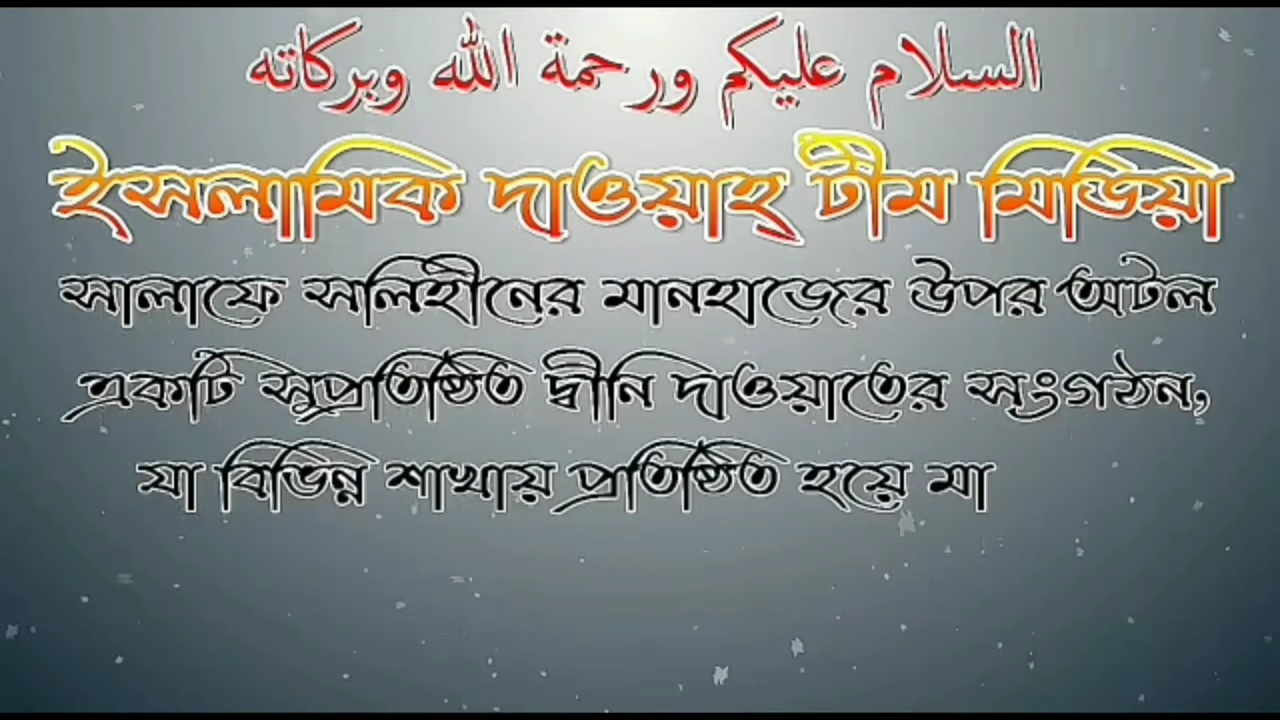 السلام عليكم ورحمة الله وبركاته
ইসলামিক দাওয়াহ্ টীম মিডিয়া
সালাফে সলিহীনের মানহাজের উপর অটল
একটি সুপ্রতিষ্ঠিত দ্বীনি দাওয়াতের সংগঠন,
যা বিভিন্ন শাখায় প্রতিষ্ঠিত হয়ে মা